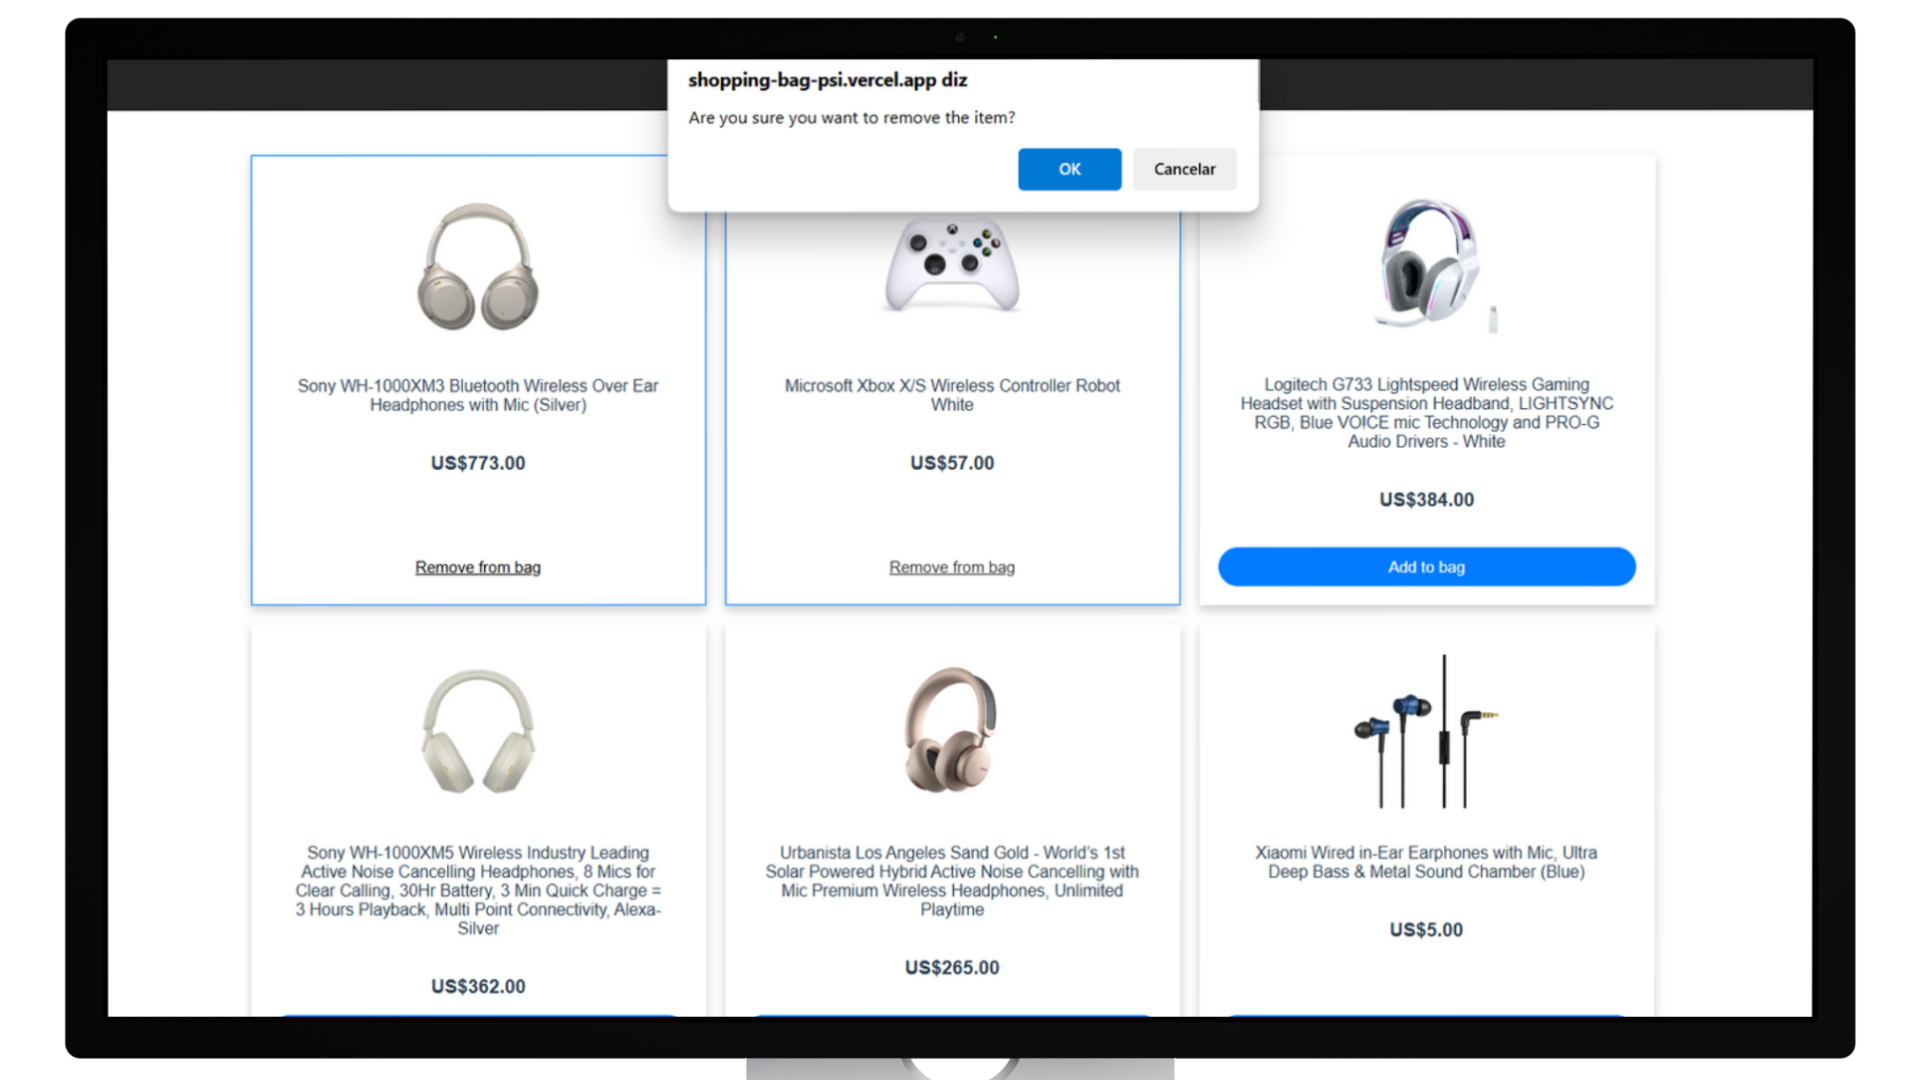 shopping-bag-psi.vercel.app diz
Are you sure you want to remove the item?
OK
Cancelar
Sony WH-1000XM3 Bluetooth Wireless Over Ear
Headphones with Mic (Silver)
US$773.00
Remove from bag
Microsoft Xbox X/S Wireless Controller Robot
White
US$57.00
Remove from bag
Logitech G733 Lightspeed Wireless Gaming
Headset with Suspension Headband, LIGHTSYNC
RGB, Blue VOICE mic Technology and PRO-G
Audio Drivers - White
US$384.00
Add to bag
Sony WH-1000XM5 Wireless Industry Leading
Active Noise Cancelling Headphones, 8 Mics for
Clear Calling, 30Hr Battery, 3 Min Quick Charge =
3 Hours Playback, Multi Point Connectivity, Alexa-
Silver
US$362.00
Urbanista Los Angeles Sand Gold - World's 1st
Solar Powered Hybrid Active Noise Cancelling with
Mic Premium Wireless Headphones, Unlimited
Playtime
US$265.00
Xiaomi Wired in-Ear Earphones with Mic, Ultra
Deep Bass & Metal Sound Chamber (Blue)
US$5.00